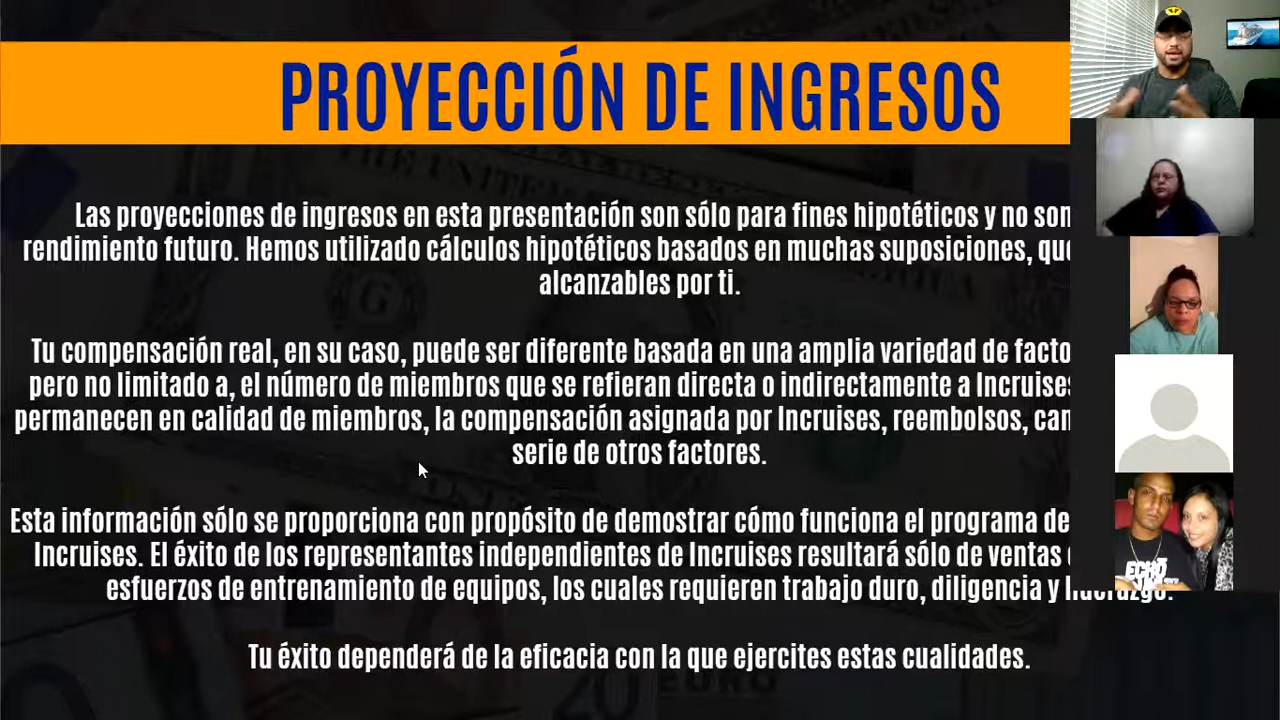 PROYECCIÓN DE INGRESOS
Las proyecciones de ingresos en esta presentación son sólo para fines hipotéticos y no son
rendimiento futuro. Hemos utilizado cálculos hipotéticos basados en muchas suposiciones,
alcanzables por ti.
Tu compensación real, en su caso, puede ser diferente basada en una amplia variedad de
pero no limitado a, el número de miembros que se refieran directa o indirectamente a Incruises
permanecen en calidad de miembros, la compensación asignada por Incruises, reembolsos,
serie de otros factores.
Esta información sólo se proporciona con propósito de demostrar cómo funciona el programa de
Incruises. El éxito de los representantes independientes de Incruises resultará sólo de ventas
esfuerzos de entrenamiento de equipos, los cuales requieren trabajo duro, diligencia y
Tu éxito dependerá de la eficacia con la que ejercites estas cualidades.